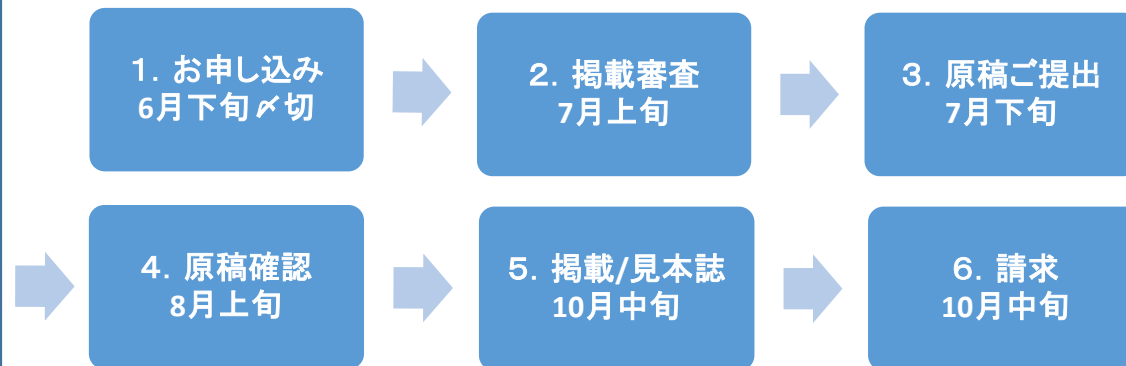 １．お申し込み
6月下旬〆切
２．掲載審査
7月上旬
３．原稿ご提出
7月下旬
４．原稿確認
8月上旬
５．掲載/見本誌
10月中旬
６．請求
10月中旬